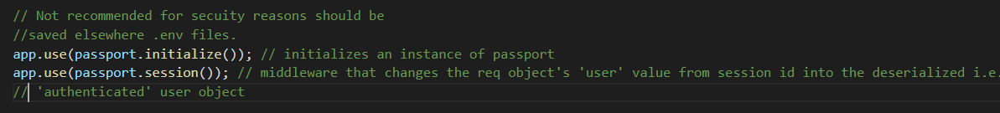 // Not recommended for secuity reasons should be
//saved elsewhere .env files.
app.use(passport.initialize()); // initializes an instance of passport
app.use(passport.session()); // middleware that changes the req object's 'user' value from session id into the deserialized i.e.
// 'authenticated' user object